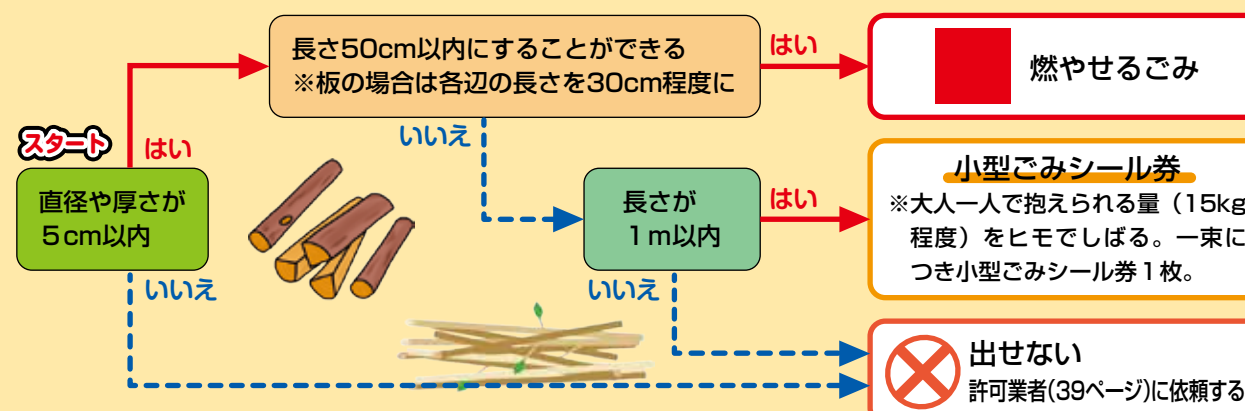 長さ50cm以内にすることができる
※板の場合は各辺の長さを30cm程度に
はい
燃やせるごみ
いいえ
スタート
はい
直径や厚さが
5cm以内
長さが
1m以内
はい
小型ごみシール券
※大人一人で抱えられる量(15kg
程度)をヒモでしばる。一束に
つき小型ごみシール券1枚。
いいえ
いいえ
出せない
許可業者(39ページ)に依頼する